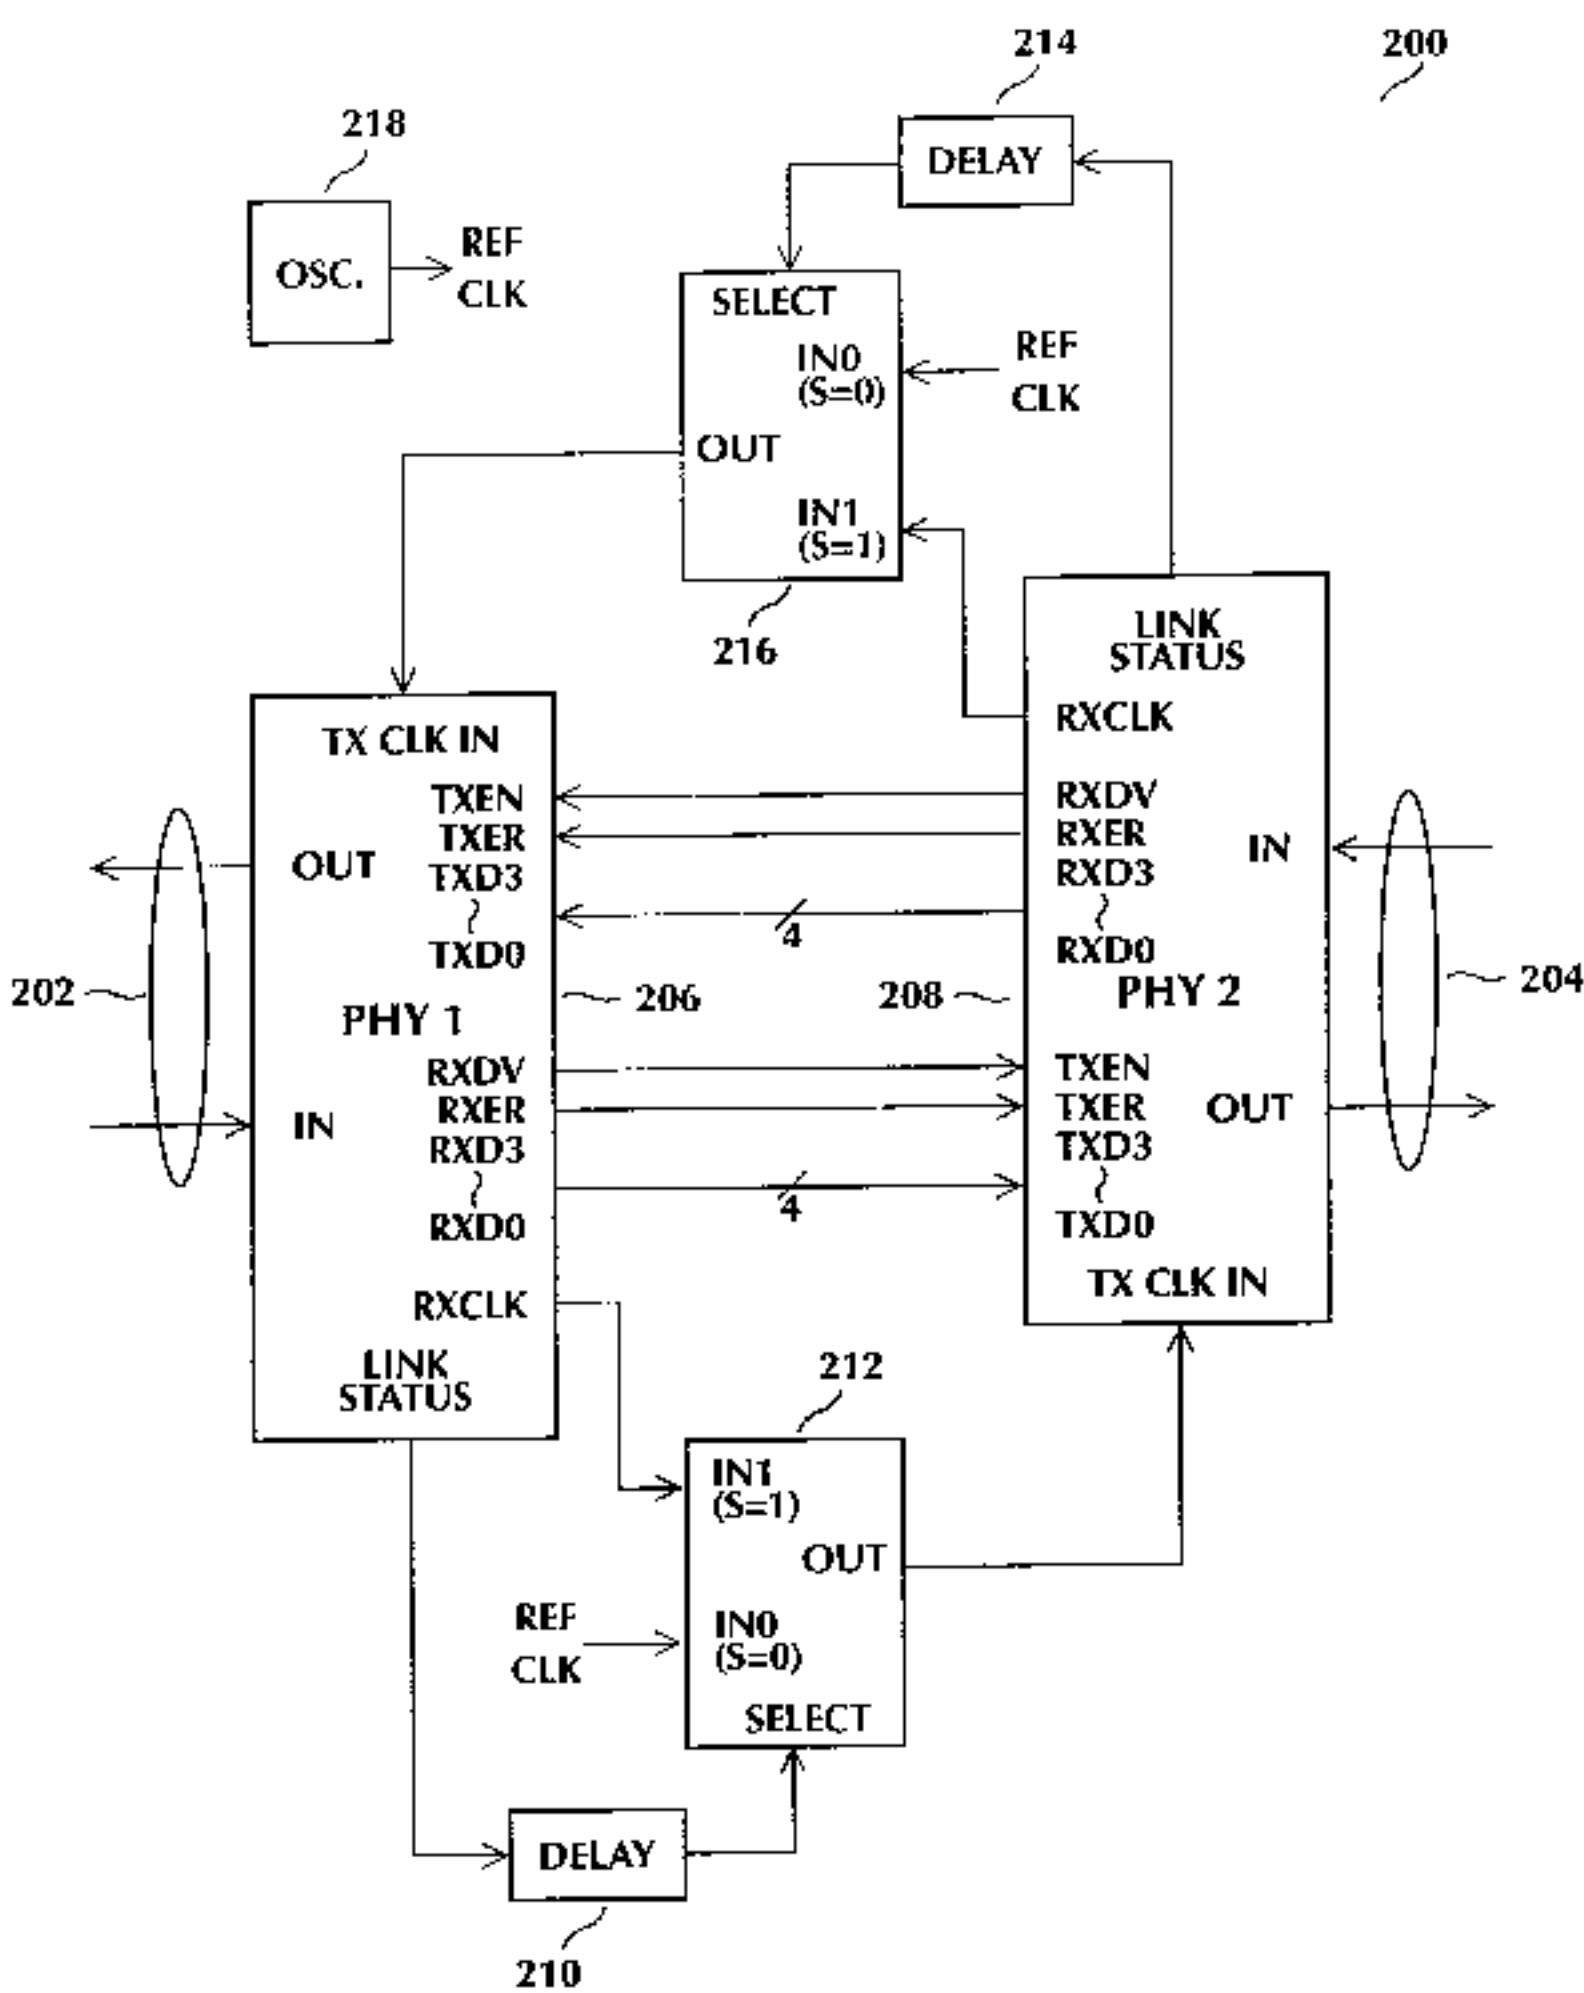 214
200
218
DELAY
OSC.
REF
CLK
SELECT
IN0
(S=0)
REF
CLK
OUT
IN1
(S=1)
216
LINK
STATUS
RXCLK
TX CLK IN
TXEN
TXER
TXD3
TXD0
OUT
RXDV
RXER
RXD3
RXD0
IN
4
202
206
208
204
PHY 1
PHY 2
RXDV
RXER
RXD3
RXD0
IN
TXEN
TXER
TXD3
TXD0
OUT
4
RXCLK
TX CLK IN
LINK
STATUS
212
IN1
(S=1)
OUT
REF
CLK
IN0
(S=0)
SELECT
DELAY
210